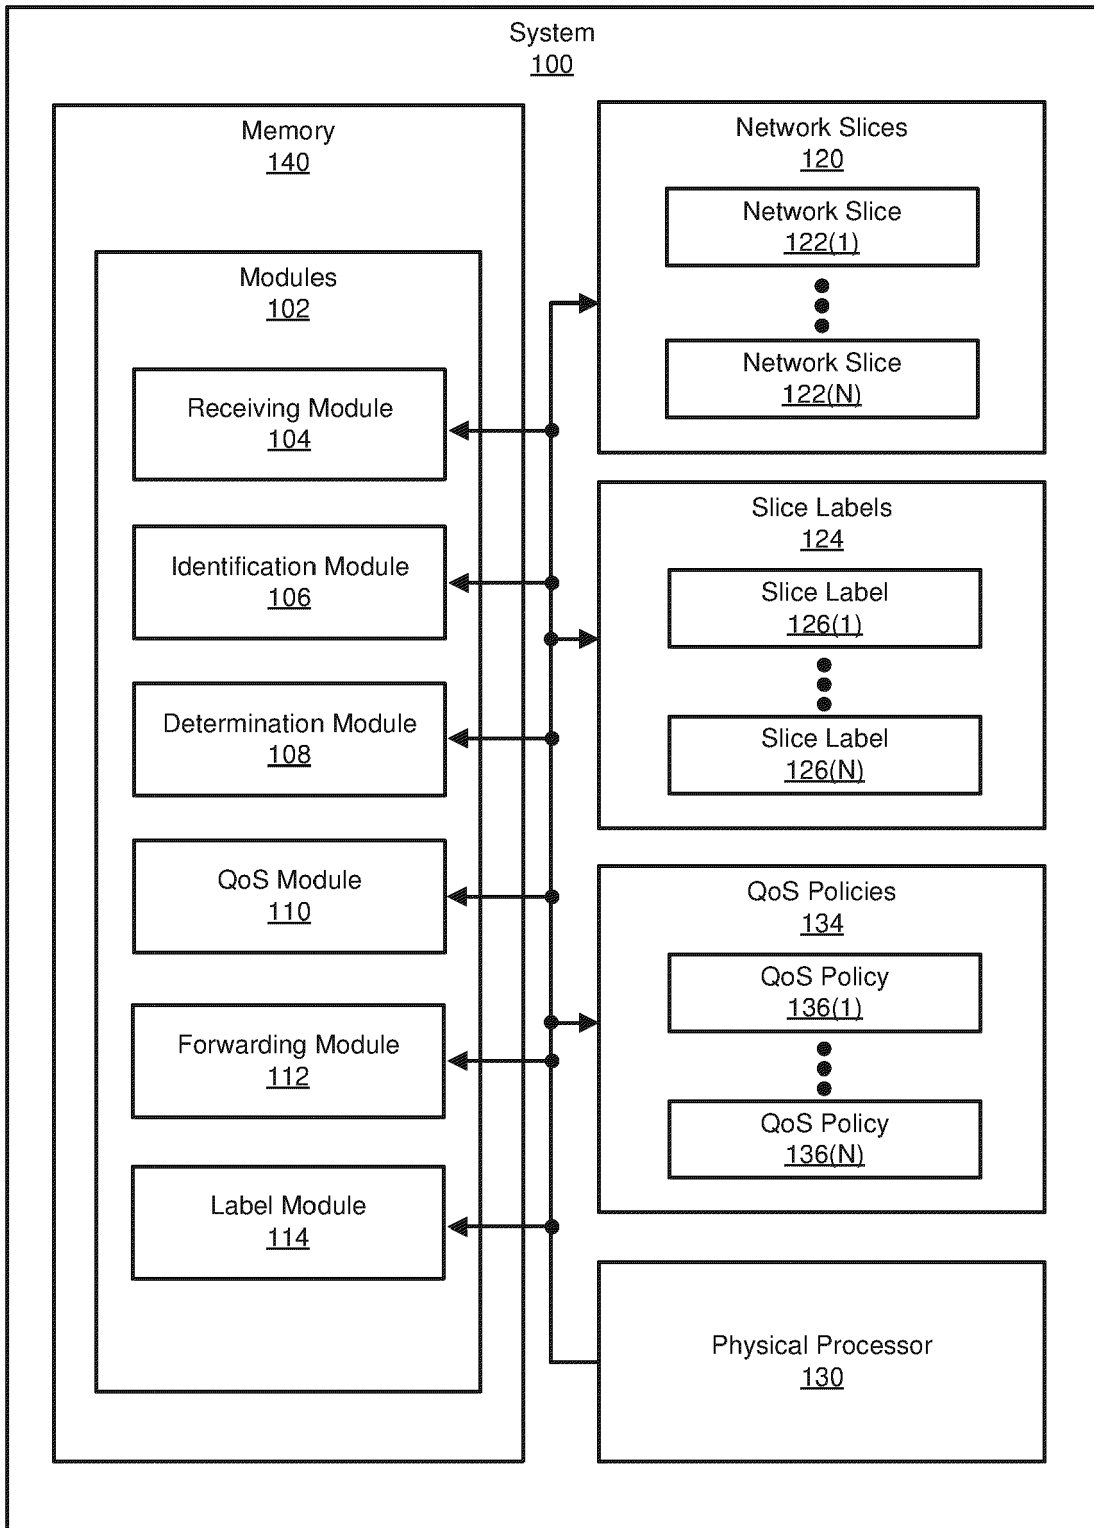 System
100
Memory
140
Modules
102
Receiving Module
104
Identification Module
106
Determination Module
108
QoS Module
110
Forwarding Module
112
Label Module
114
Network Slices
120
Network Slice
122(1)
Network Slice
122(N)
Slice Labels
124
Slice Label
126(1)
Slice Label
126(N)
QoS Policies
134
QoS Policy
136(1)
QoS Policy
136(N)
Physical Processor
130